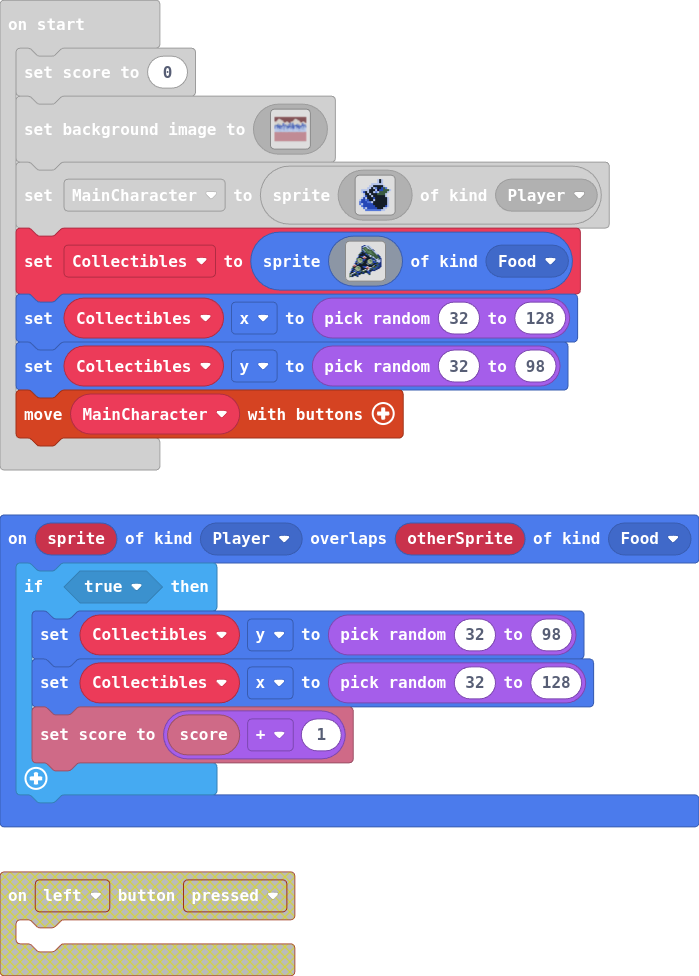 on start
set score to 0
set background image to
set MainCharacter to sprite of kind Player
set Collectibles to sprite of kind Food
set Collectibles x to pick random 32 to 128
set Collectibles y to pick random 32 to 98
move MainCharacter with buttons
on sprite of kind Player overlaps otherSprite of kind Food
if true then
set Collectibles y to pick random 32 to 98
set Collectibles x to pick random 32 to 128
set score to score + 1
on left button pressed